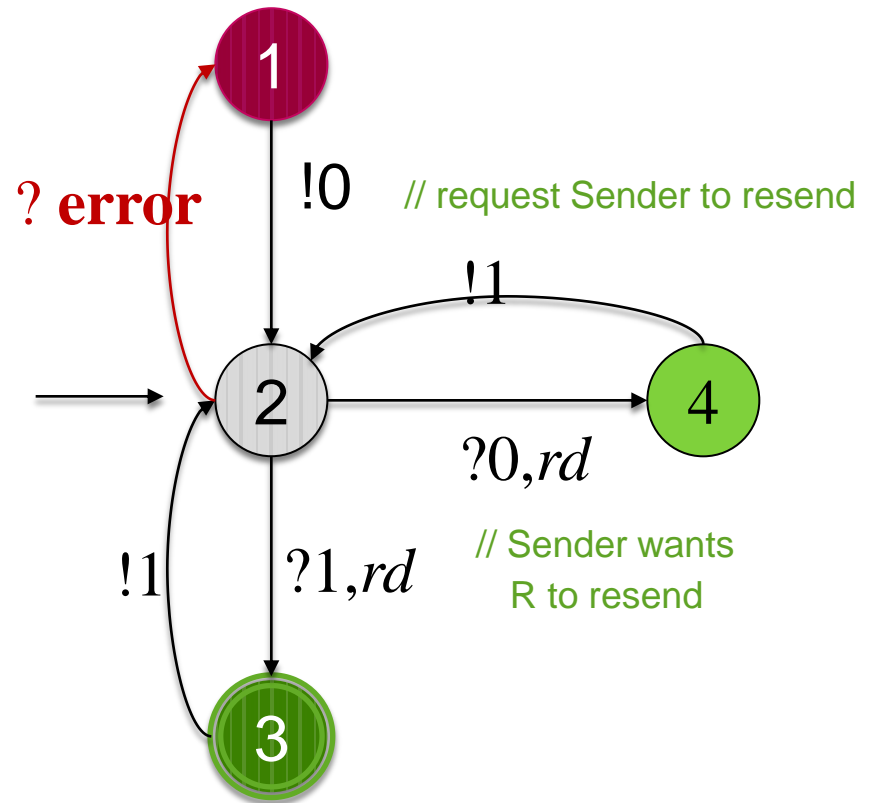 1
!0
// request Sender to resend
? error
!1
2
4
?0,rd
// Sender wants
R to resend
!1
?1,rd
3